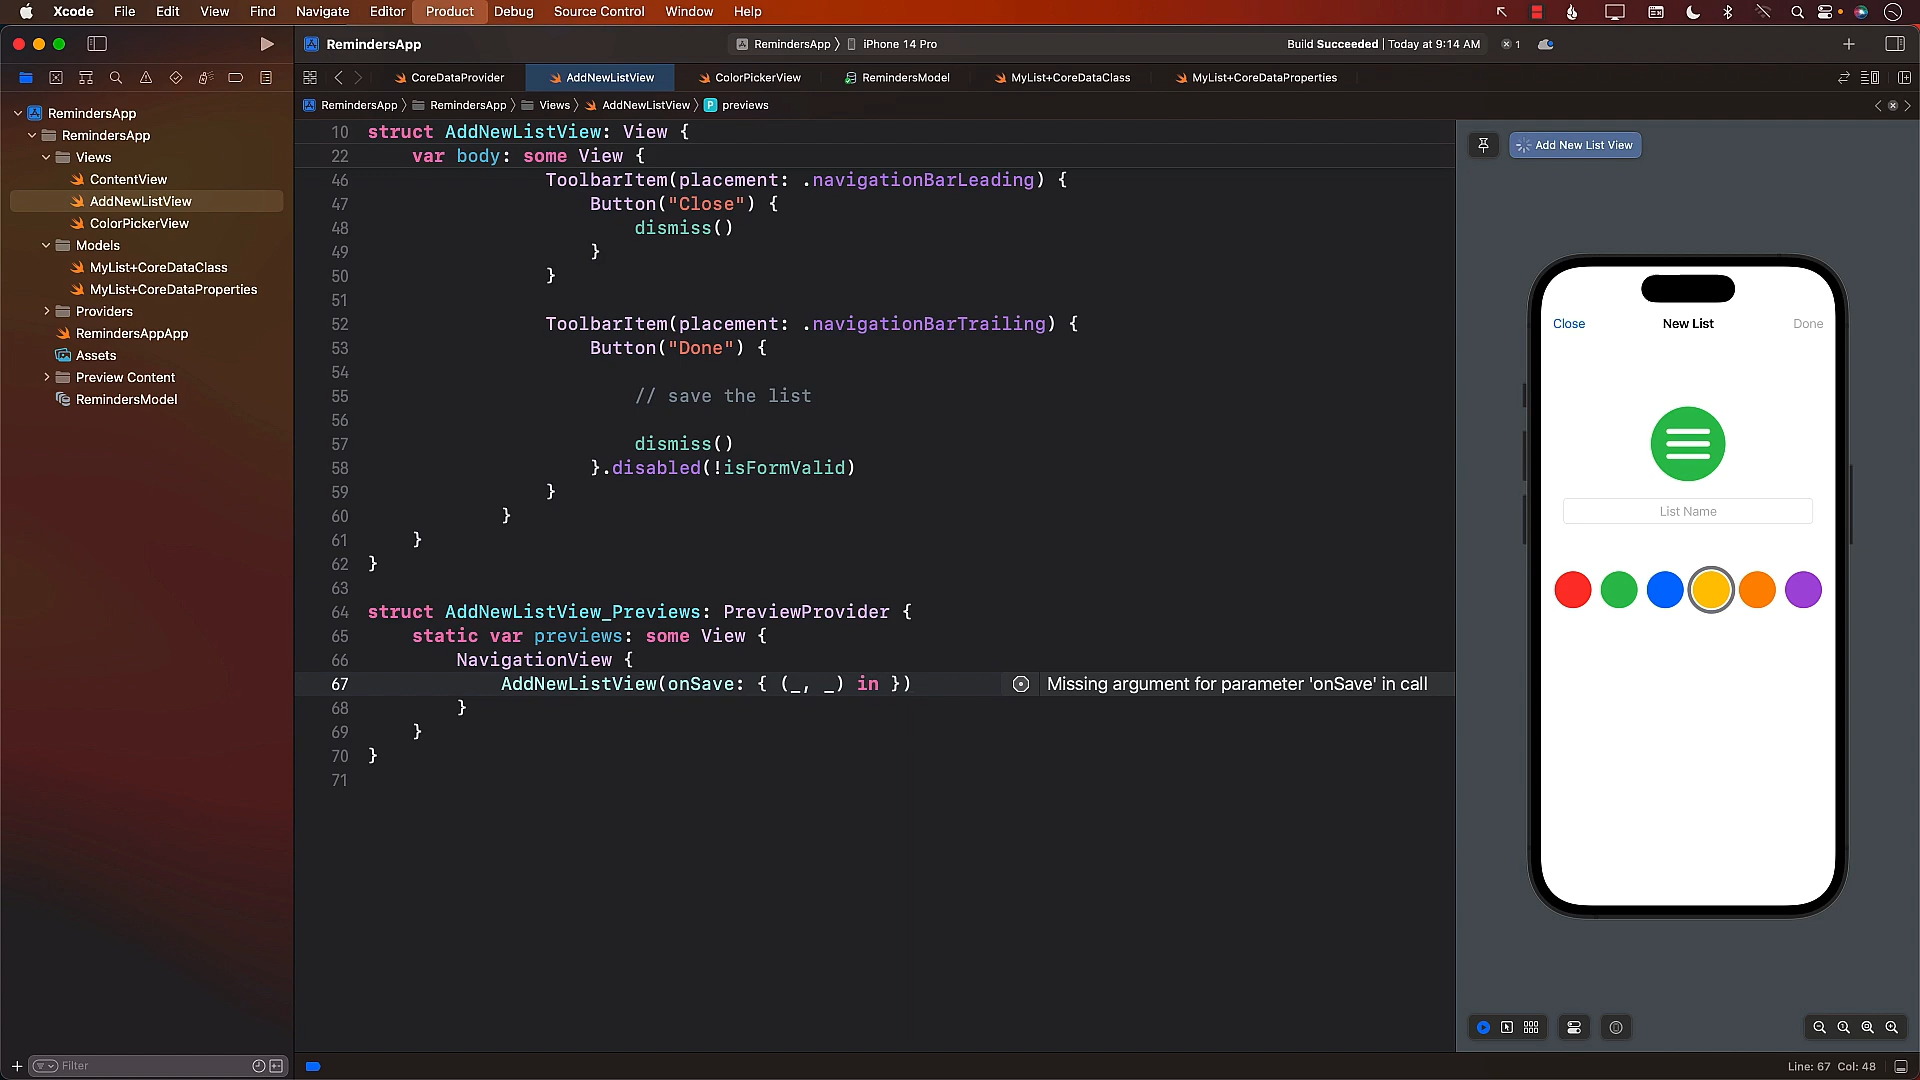 Xcode File Edit View Find Navigate Editor Product Debug Source Control Window Help
RemindersApp
RemindersApp 〉 iPhone 14 Pro
Build Succeeded | Today at 9:14 AM
1
CoreDataProvider
AddNewListView
ColorPickerView
RemindersModel
MyList+CoreDataClass
MyList+CoreDataProperties
RemindersApp 〉 RemindersApp 〉 Views 〉 AddNewListView 〉 P previews
RemindersApp
RemindersApp
Views
ContentView
AddNewListView
ColorPickerView
Models
MyList+CoreDataClass
MyList+CoreDataProperties
Providers
RemindersAppApp
Assets
Preview Content
RemindersModel
Filter
10 struct AddNewListView: View {
22 var body: some View {
46 ToolbarItem(placement: .navigationBarLeading) {
47 Button("Close") {
48 dismiss()
49 }
50 }
51
52 ToolbarItem(placement: .navigationBarTrailing) {
53 Button("Done") {
54
55 // save the list
56
57 dismiss()
58 }.disabled(!isFormValid)
59 }
60 }
61 }
62 }
63
64 struct AddNewListView_Previews: PreviewProvider {
65 static var previews: some View {
66 NavigationView {
67 AddNewListView(onSave: { (_, _) in })
Missing argument for parameter 'onSave' in call
68 }
69 }
70 }
71
Add New List View
Close New List Done
List Name
Line: 67 Col: 48